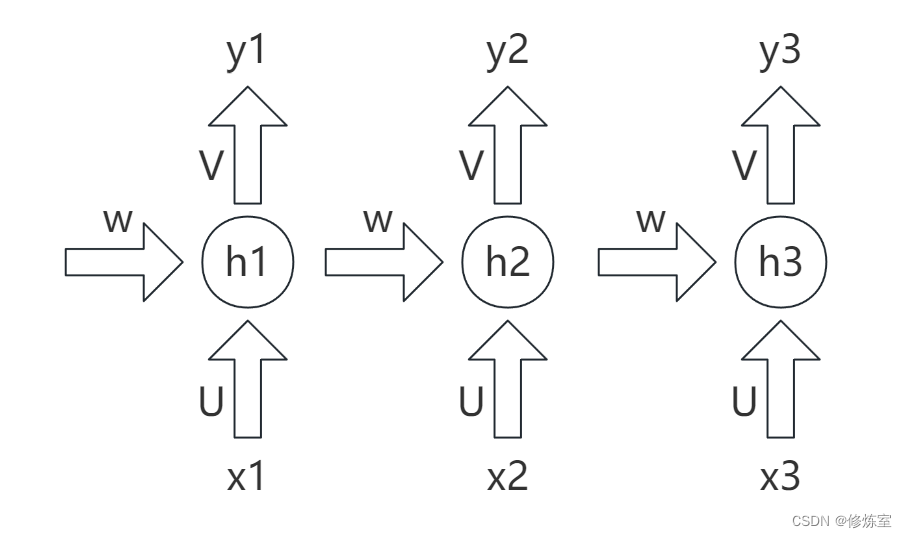 y1 y2 y3
V V V
w w w
h1 h2 h3
U U U
x1 x2 x3
CSDN @修炼室